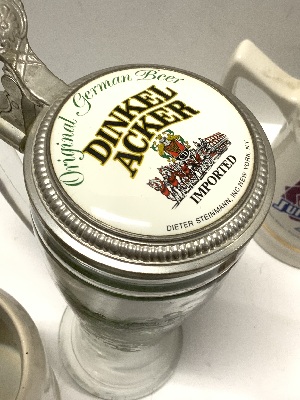 Original German Beer
DINKEL
ACKER
IMPORTED
DIETER STEINMANN, INC. NEW YORK, N.Y.